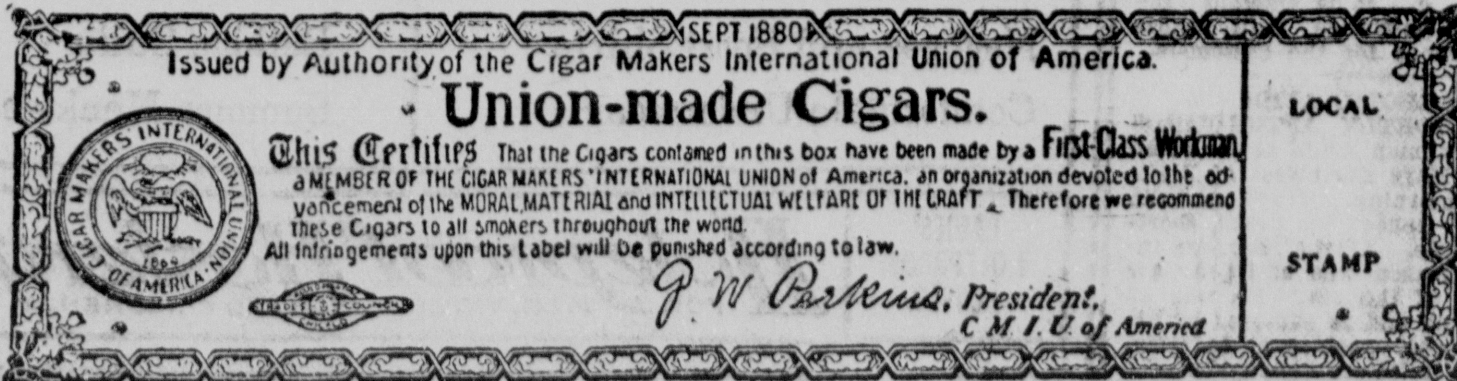 SEPT 1880
Issued by Authority of the Cigar Makers International Union of America.
Union-made Cigars.
This Certifies That the Cigars contained in this box have been made by a First-Class Workman,
a MEMBER OF THE CIGAR MAKERS' INTERNATIONAL UNION of America. an organization devoted to the ad-
vancement of the MORAL, MATERIAL and INTELLECTUAL WELFARE OF THE CRAFT. Therefore we recommend
these Cigars to all smokers throughout the world
All Infringements upon this Label will be punished according to law.
G W Perkins, President,
C M. I. U. of America
CIGAR MAKERS INTERNATIONAL UNION
OF AMERICA
LOCAL
STAMP